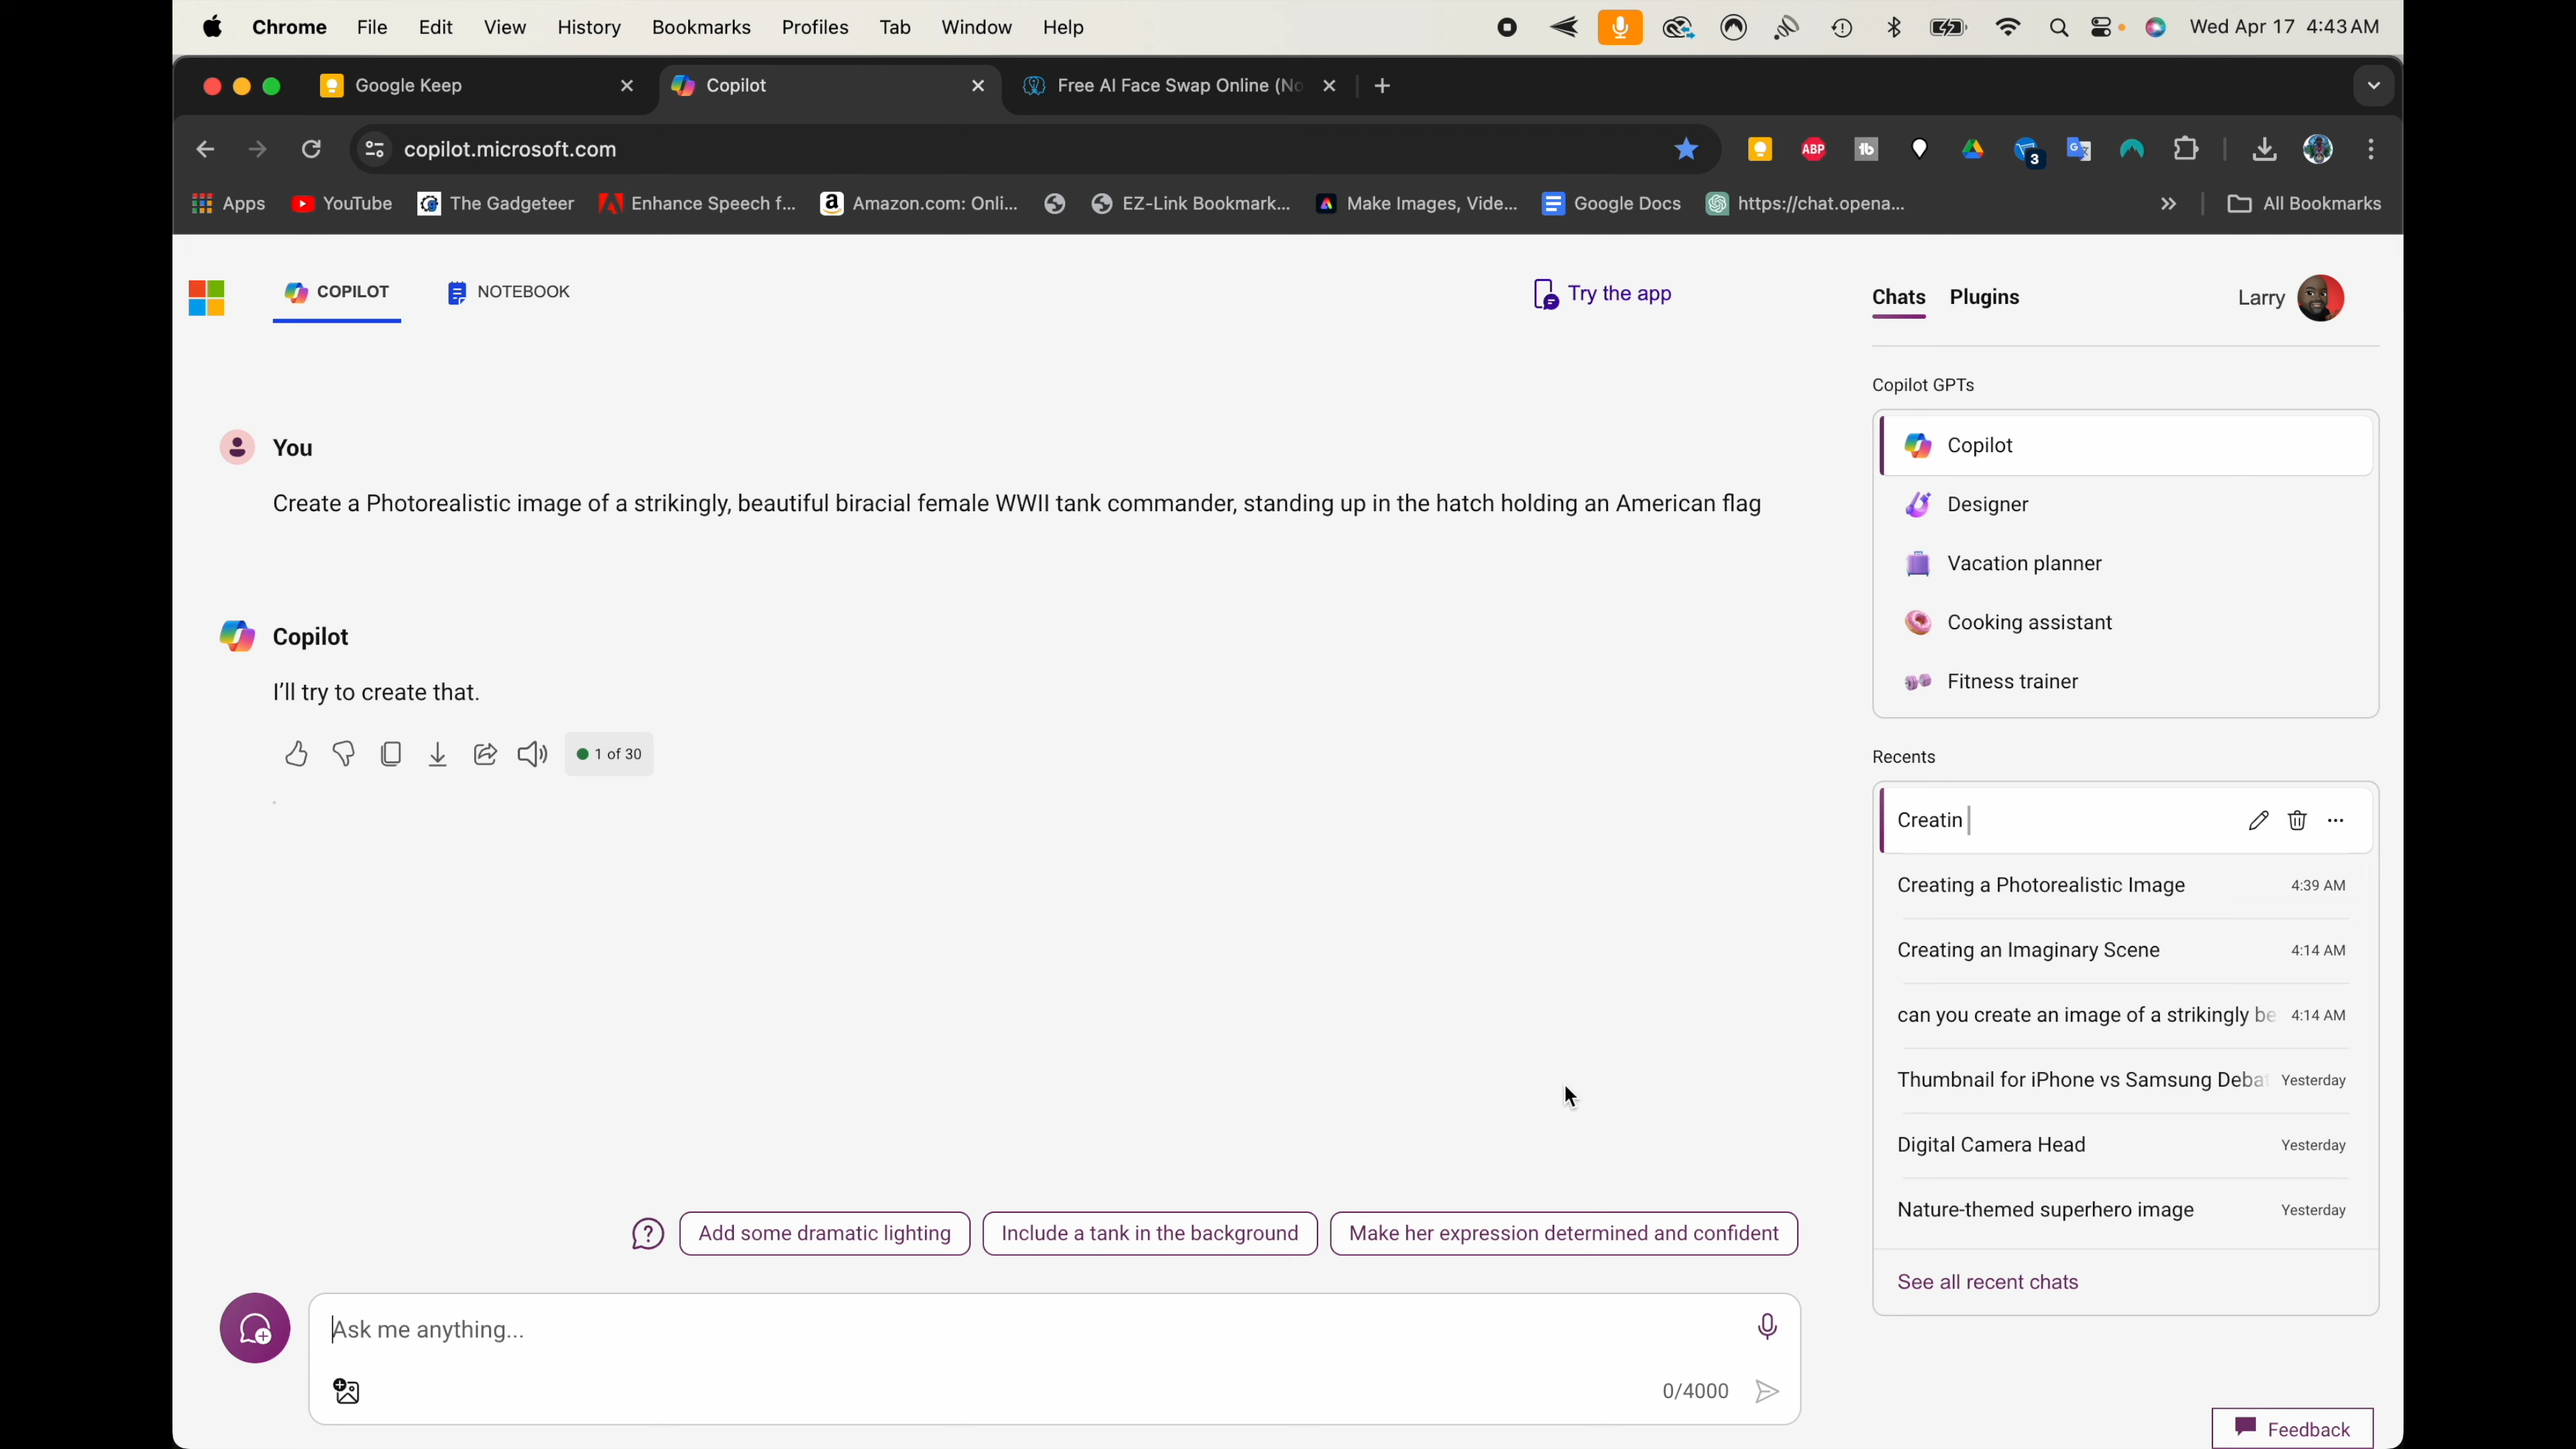 Chrome File Edit View History Bookmarks Profiles Tab Window Help Wed Apr 17 4:43 AM
Google Keep Copilot Free AI Face Swap Online (No
copilot.microsoft.com ABP 3
Apps YouTube The Gadgeteer Enhance Speech f... Amazon.com: Onli... EZ-Link Bookmark... Make Images, Vide... Google Docs https://chat.opena... All Bookmarks
COPILOT NOTEBOOK Try the app Chats Plugins Larry
You
Create a Photorealistic image of a strikingly, beautiful biracial female WWII tank commander, standing up in the hatch holding an American flag
Copilot
I'll try to create that.
1 of 30
Add some dramatic lighting Include a tank in the background Make her expression determined and confident
Ask me anything...
0/4000
Copilot GPTs
Copilot
Designer
Vacation planner
Cooking assistant
Fitness trainer
Recents
Creatin
Creating a Photorealistic Image 4:39 AM
Creating an Imaginary Scene 4:14 AM
can you create an image of a strikingly be 4:14 AM
Thumbnail for iPhone vs Samsung Debat Yesterday
Digital Camera Head Yesterday
Nature-themed superhero image Yesterday
See all recent chats
Feedback